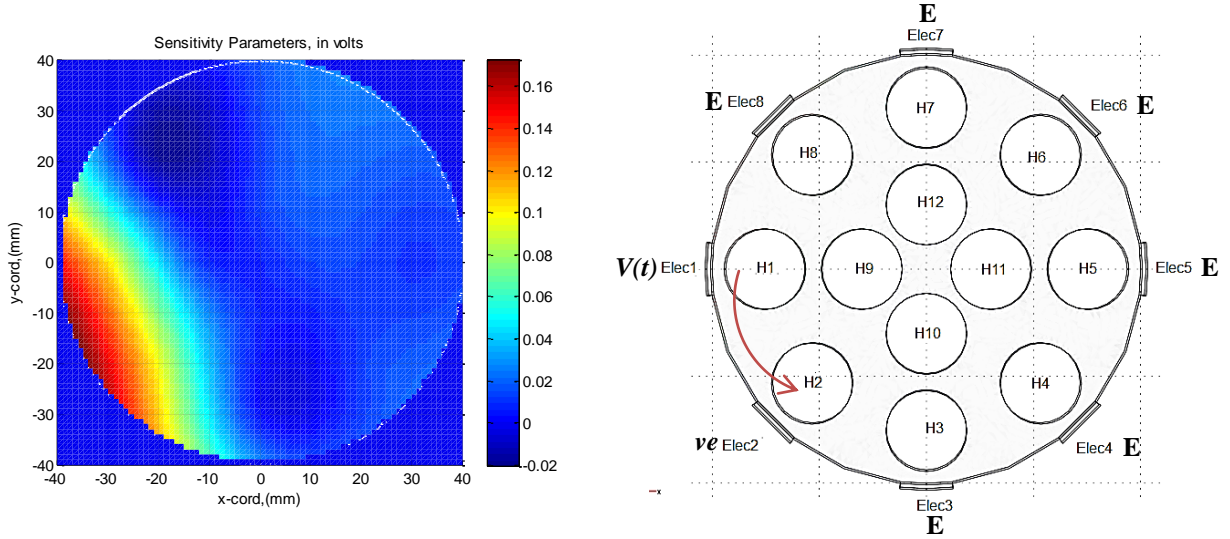 Sensitivity Parameters, in volts
40
30
20
10
0
-10
-20
-30
-40
y-cord,(mm)
-40 -30 -20 -10 0 10 20 30 40
x-cord,(mm)
0.16
0.14
0.12
0.1
0.08
0.06
0.04
0.02
0
-0.02
E
Elec7
E Elec8
Elec6 E
H7
H8
H6
H12
V(t) Elec1
H1
H9
H11
H5
Elec5 E
H10
H2
H4
H3
ve Elec2
Elec4 E
x
Elec3
E